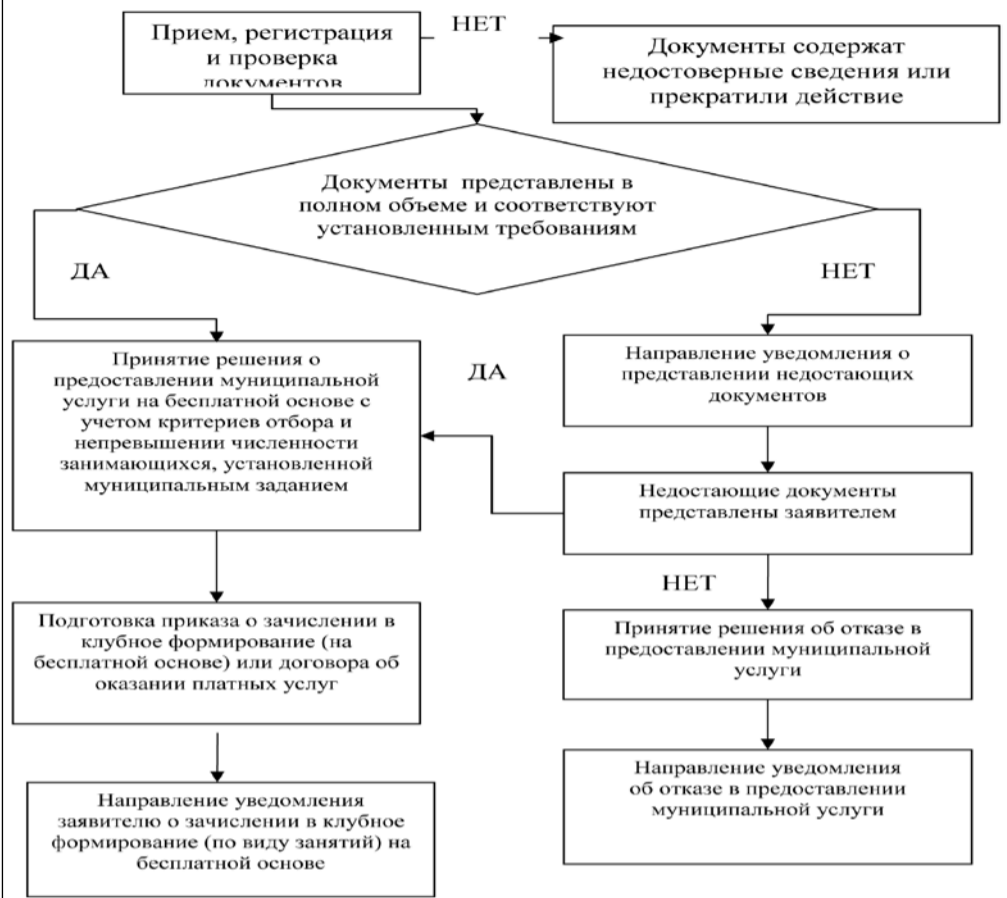 Прием, регистрация
и проверка
документов
НЕТ
Документы содержат
недостоверные сведения или
прекратили действие
Документы представлены в
полном объеме и соответствуют
установленным требованиям
ДА
НЕТ
Принятие решения о
предоставлении муниципальной
услуги на бесплатной основе с
учетом критериев отбора и
непревышении численности
занимающихся, установленной
муниципальным заданием
ДА
Направление уведомления о
представлении недостающих
документов
Недостающие документы
представлены заявителем
НЕТ
Подготовка приказа о зачислении в
клубное формирование (на
бесплатной основе) или договора об
оказании платных услуг
Принятие решения об отказе в
предоставлении муниципальной
услуги
Направление уведомления
заявителю о зачислении в клубное
формирование (по виду занятий) на
бесплатной основе
Направление уведомления
об отказе в предоставлении
муниципальной услуги